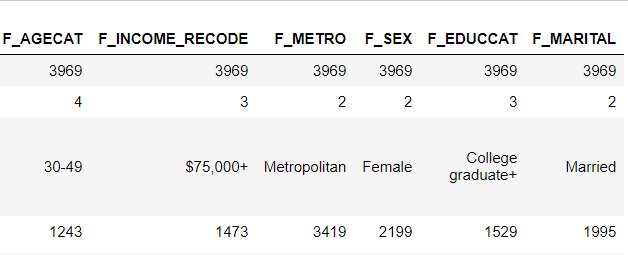 F_AGECAT F_INCOME_RECODE F_METRO F_SEX F_EDUCCAT F_MARITAL
3969 3969 3969 3969 3969 3969
4 3 2 2 3 2
30-49 $75,000+ Metropolitan Female College graduate+ Married
1243 1473 3419 2199 1529 1995